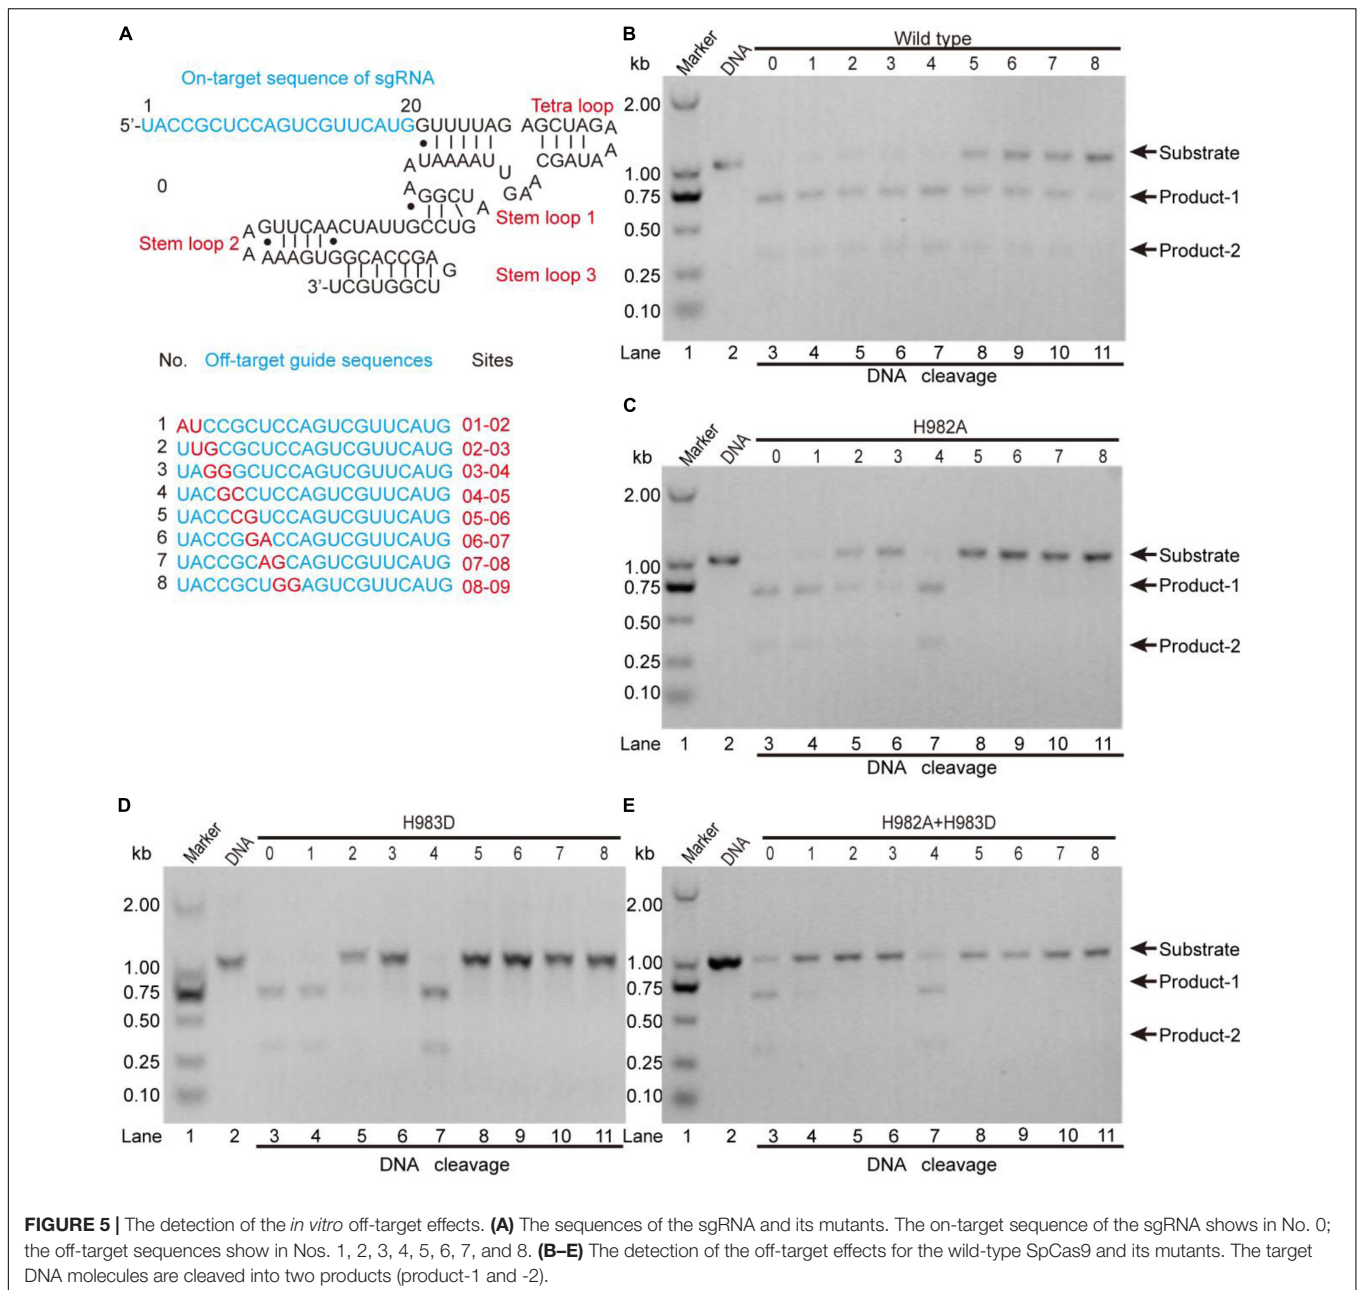 A
On-target sequence of sgRNA
1 20
5'-UACCGCUCCAGUCGUUCAUGGUUUUAG AGCUAGA
Tetra loop
A
A
UAAAAU
CGAUAU
A
A
U
GA
A
A
0
GGCU
A
Stem loop 1
A
GUUCAACUAUUGCCUG
Stem loop 2
A
A
AAAGUGGCACCGA
G
3'-UCGUGGCU
Stem loop 3
No. Off-target guide sequences Sites
1 AUCCGCUCCAGUCGUUCAUG 01-02
2 UUGCGCUCCAGUCGUUCAUG 02-03
3 UAGGGCUCCAGUCGUUCAUG 03-04
4 UACGCCUCCAGUCGUUCAUG 04-05
5 UACCCGUCCAGUCGUUCAUG 05-06
6 UACCGGACCAGUCGUUCAUG 06-07
7 UACCGCAGCAGUCGUUCAUG 07-08
8 UACCGCUGGAGUCGUUCAUG 08-09
B
Wild type
kb Marker DNA 0 1 2 3 4 5 6 7 8
2.00
1.00
0.75
0.50
0.25
0.10
Substrate
Product-1
Product-2
Lane 1 2 3 4 5 6 7 8 9 10 11
DNA cleavage
C
H982A
kb Marker DNA 0 1 2 3 4 5 6 7 8
2.00
1.00
0.75
0.50
0.25
0.10
Substrate
Product-1
Product-2
Lane 1 2 3 4 5 6 7 8 9 10 11
DNA cleavage
D
H983D
kb Marker DNA 0 1 2 3 4 5 6 7 8
2.00
1.00
0.75
0.50
0.25
0.10
Lane 1 2 3 4 5 6 7 8 9 10 11
DNA cleavage
E
H982A+H983D
Marker DNA 0 1 2 3 4 5 6 7 8
kb
2.00
1.00
0.75
0.50
0.25
0.10
Substrate
Product-1
Product-2
Lane 1 2 3 4 5 6 7 8 9 10 11
DNA cleavage
FIGURE 5 | The detection of the in vitro off-target effects. (A) The sequences of the sgRNA and its mutants. The on-target sequence of the sgRNA shows in No. 0;
the off-target sequences show in Nos. 1, 2, 3, 4, 5, 6, 7, and 8. (B–E) The detection of the off-target effects for the wild-type SpCas9 and its mutants. The target
DNA molecules are cleaved into two products (product-1 and -2).